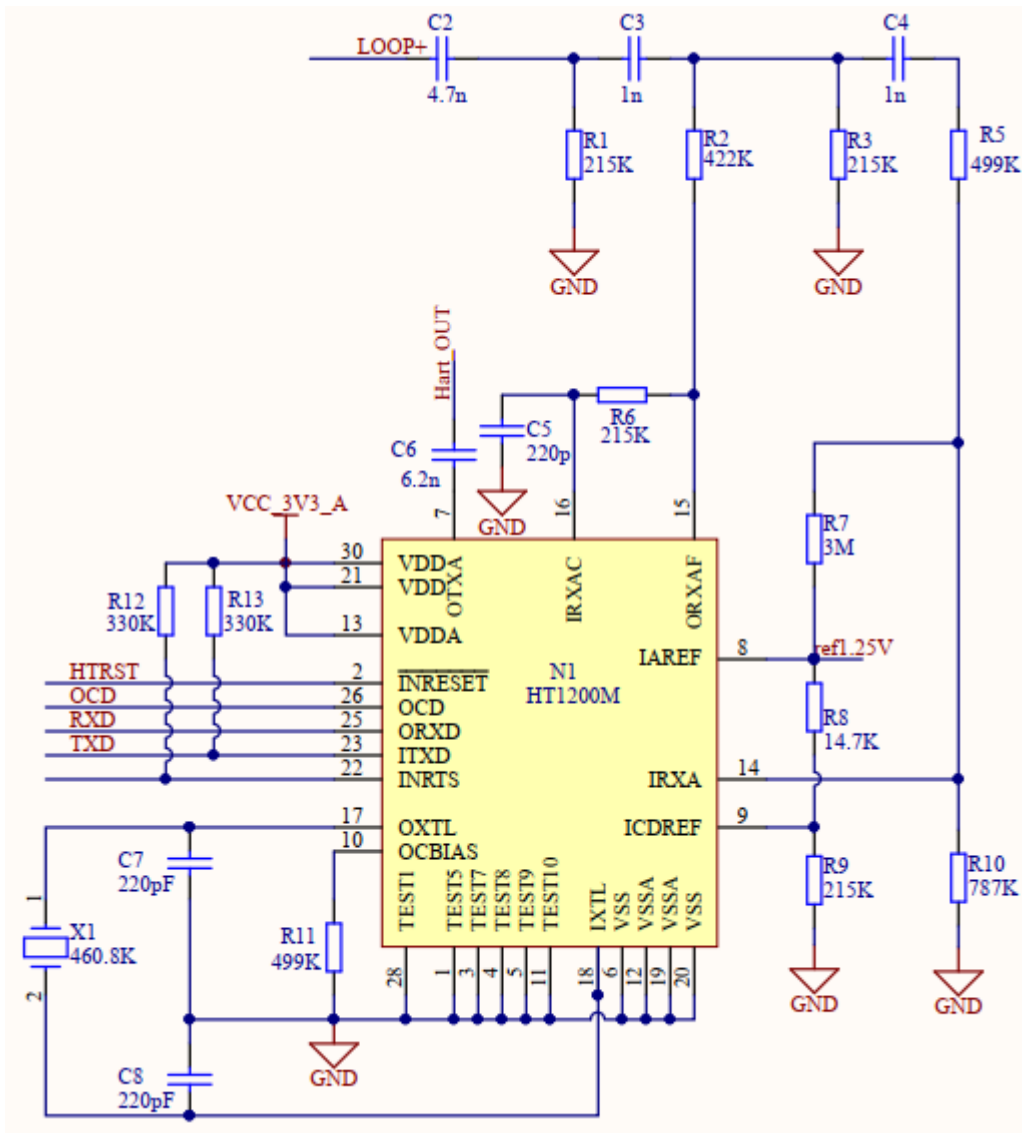 C2
C3
C4
LOOP+
4.7n
1n
1n
R1
215K
R2
422K
R3
215K
R5
499K
GND
GND
Hart_OUT
C6
6.2n
C5
220p
R6
215K
GND
7
16
15
R7
3M
VCC_3V3_A
R12
330K
R13
330K
30
VDD
21
VDD
13
VDDA
OTXA
IRXAC
ORXAF
IAREF
8
ref1.25V
N1
HT1200M
HTRST
2
INRESET
OCD
26
OCD
RXD
25
ORXD
TXD
23
ITXD
22
INRTS
R8
14.7K
IRXA
14
17
OXTL
10
OCBIAS
ICDREF
9
C7
220pF
R9
215K
R10
787K
TEST1
TEST5
TEST7
TEST8
TEST9
TEST10
IXTL
VSS
VSSA
VSSA
VSS
1
X1
460.8K
2
R11
499K
28
1
3
4
5
11
18
6
12
19
20
GND
GND
GND
C8
220pF